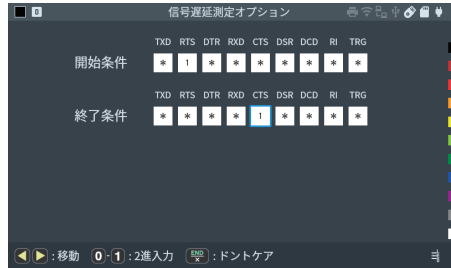 0 信号遅延測定オプション
TXD RTS DTR RXD CTS DSR DCD RI TRG
開始条件 * 1 * * * * * * *
TXD RTS DTR RXD CTS DSR DCD RI TRG
終了条件 * * * * 1 * * * *
:移動 0-1:2進入力 END X :ドントケア